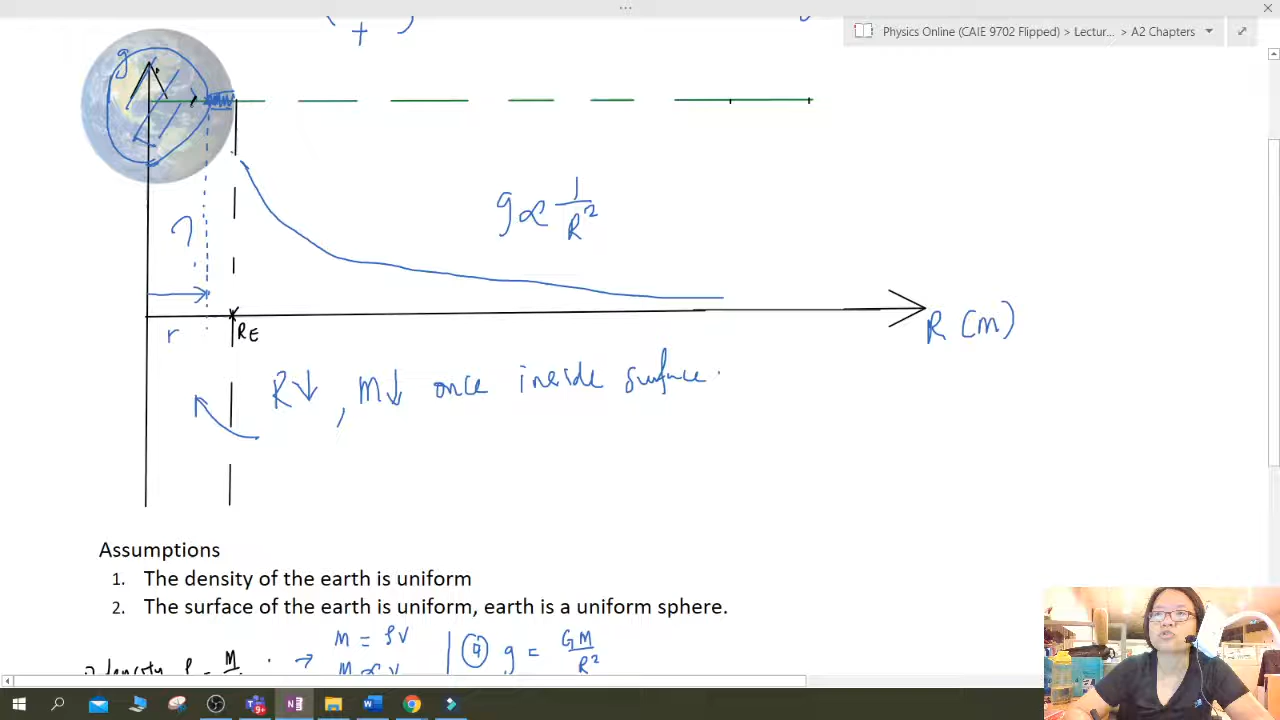 Physics Online (CAIE 9702 Flipped) > Lectur... > A2 Chapters
g
g ∝ 1/R²
?
r
RE
R (m)
R↓, M↓ once inside surface.
Assumptions
1. The density of the earth is uniform
2. The surface of the earth is uniform, earth is a uniform sphere.
M = ρV
④ g = GM/R²
density ρ = M
→ M ∝ V